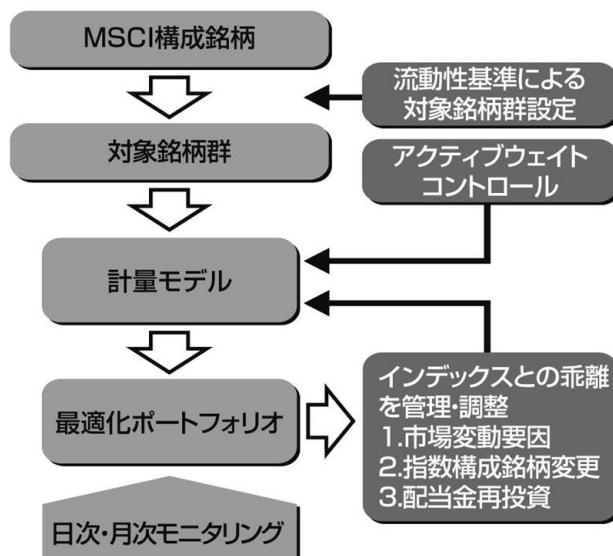 MSCI構成銘柄
流動性基準による
対象銘柄群設定
対象銘柄群
アクティブウェイト
コントロール
計量モデル
最適化ポートフォリオ
インデックスとの乖離
を管理・調整
1.市場変動要因
2.指数構成銘柄変更
3.配当金再投資
日次・月次モニタリング